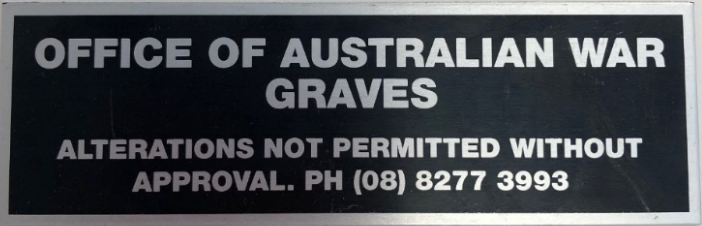 OFFICE OF AUSTRALIAN WAR
GRAVES
ALTERATIONS NOT PERMITTED WITHOUT
APPROVAL. PH (08) 8277 3993